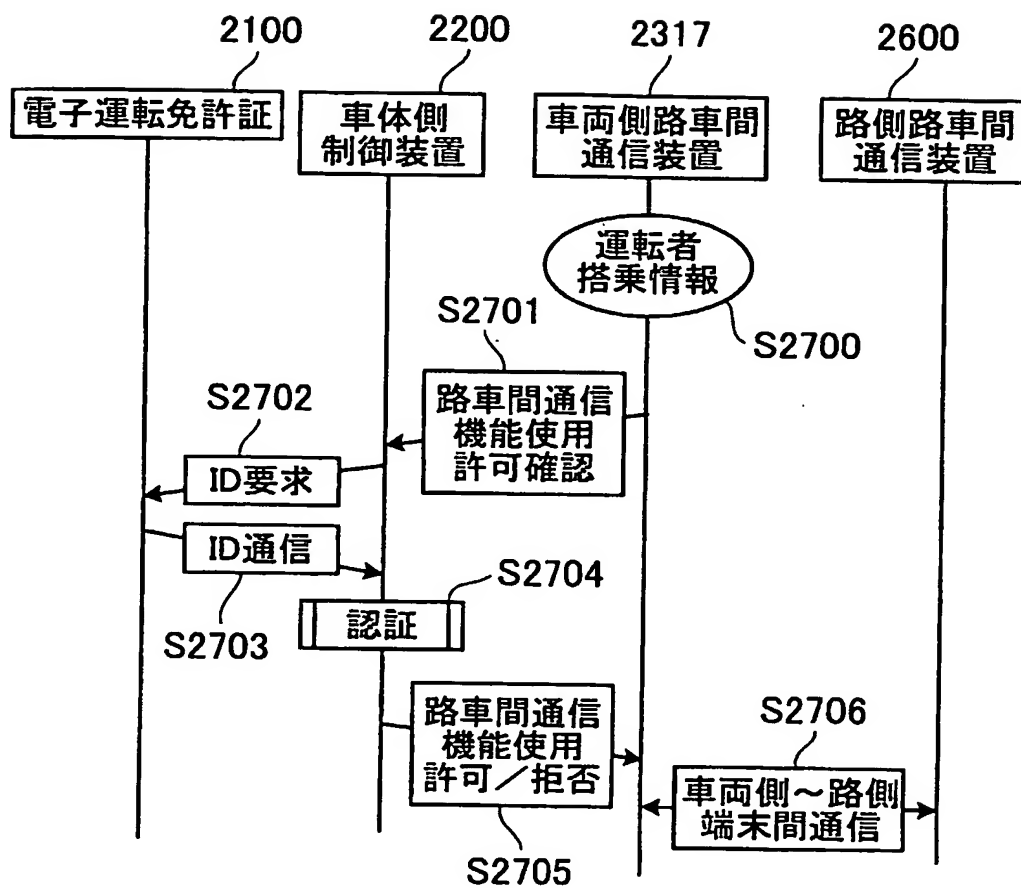 2100
2200
2317
2600
電子運転免許証
車体側
制御装置
車両側路車間
通信装置
路側路車間
通信装置
運転者
搭乗情報
S2700
S2701
路車間通信
機能使用
許可確認
S2702
ID要求
ID通信
S2703
S2704
認証
路車間通信
機能使用
許可／拒否
S2705
S2706
車両側～路側
端末間通信